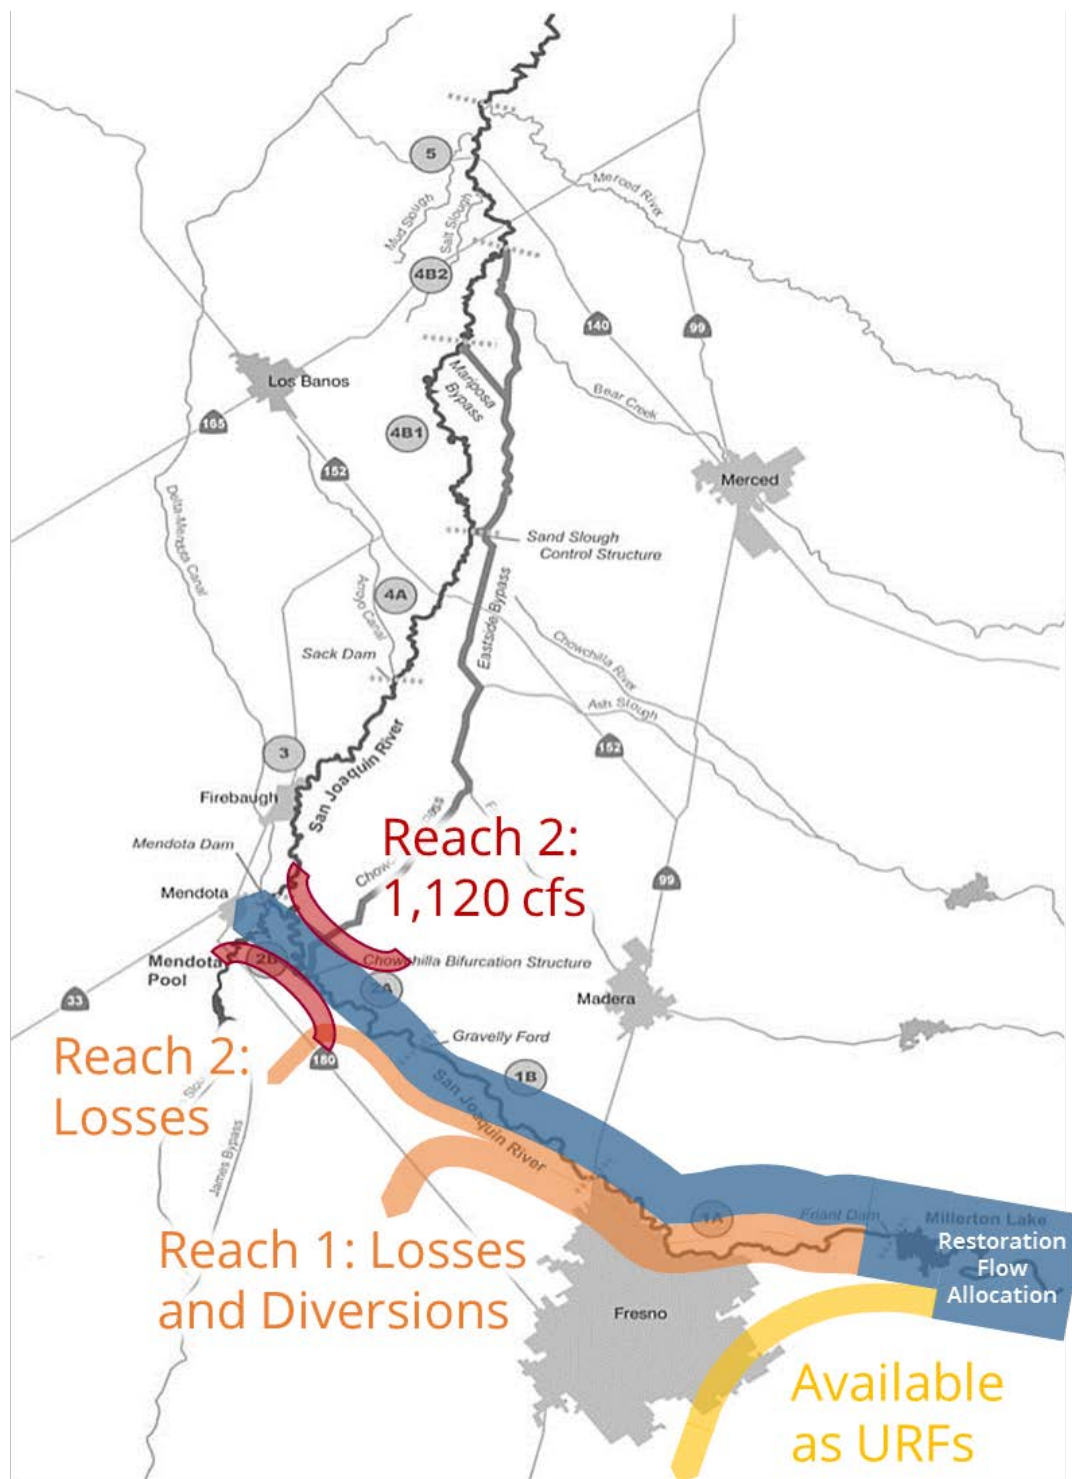 5
Mud Slough
Salt Slough
Merced River
4B2
140
99
Los Banos
Mariposa
Bypass
Bear Creek
165
4B1
152
Merced
Delta-Mendota Canal
Sand Slough
Control Structure
4A
Arroyo Canal
Eastside Bypass
Sack Dam
Chowchilla River
Ash Slough
152
3
San Joaquin River
Firebaugh
Reach 2:
1,120 cfs
Mendota Dam
99
Mendota
Mendota
Pool
2B
Chowchilla Bifurcation Structure
2A
33
Madera
Gravelly Ford
180
Reach 2:
Losses
1B
San Joaquin River
James Bypass
Reach 1: Losses
and Diversions
1A
Friant Dam
Millerton Lake
Restoration
Flow
Allocation
Fresno
Available
as URFs